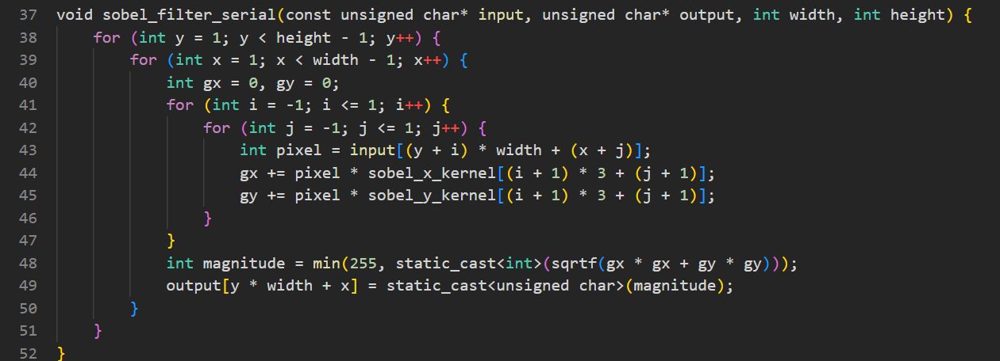 37 void sobel_filter_serial(const unsigned char* input, unsigned char* output, int width, int height) {
38     for (int y = 1; y < height - 1; y++) {
39         for (int x = 1; x < width - 1; x++) {
40             int gx = 0, gy = 0;
41             for (int i = -1; i <= 1; i++) {
42                 for (int j = -1; j <= 1; j++) {
43                     int pixel = input[(y + i) * width + (x + j)];
44                     gx += pixel * sobel_x_kernel[(i + 1) * 3 + (j + 1)];
45                     gy += pixel * sobel_y_kernel[(i + 1) * 3 + (j + 1)];
46                 }
47             }
48             int magnitude = min(255, static_cast<int>(sqrtf(gx * gx + gy * gy)));
49             output[y * width + x] = static_cast<unsigned char>(magnitude);
50         }
51     }
52 }